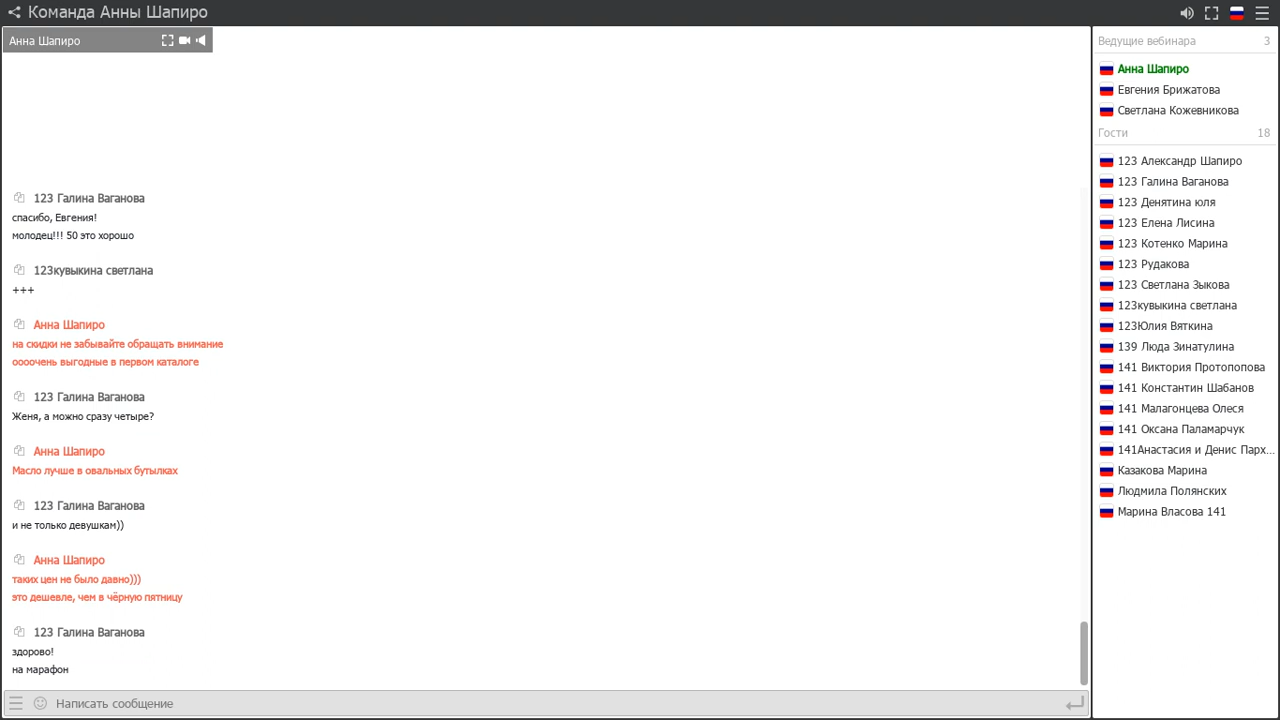 Команда Анны Шапиро
Анна Шапиро
123 Галина Ваганова
спасибо, Евгения!
молодец!!! 50 это хорошо
123кувыкина светлана
+++
Анна Шапиро
на скидки не забывайте обращать внимание
оооочень выгодные в первом каталоге
123 Галина Ваганова
Женя, а можно сразу четыре?
Анна Шапиро
Масло лучше в овальных бутылках
123 Галина Ваганова
и не только девушкам))
Анна Шапиро
таких цен не было давно)))
это дешевле, чем в чёрную пятницу
123 Галина Ваганова
здорово!
на марафон
Написать сообщение
Ведущие вебинара 3
Анна Шапиро
Евгения Брижатова
Светлана Кожевникова
Гости 18
123 Александр Шапиро
123 Галина Ваганова
123 Денятина юля
123 Елена Лисина
123 Котенко Марина
123 Рудакова
123 Светлана Зыкова
123кувыкина светлана
123Юлия Вяткина
139 Люда Зинатулина
141 Виктория Протопопова
141 Константин Шабанов
141 Малагонцева Олеся
141 Оксана Паламарчук
141Анастасия и Денис Парх...
Казакова Марина
Людмила Полянских
Марина Власова 141